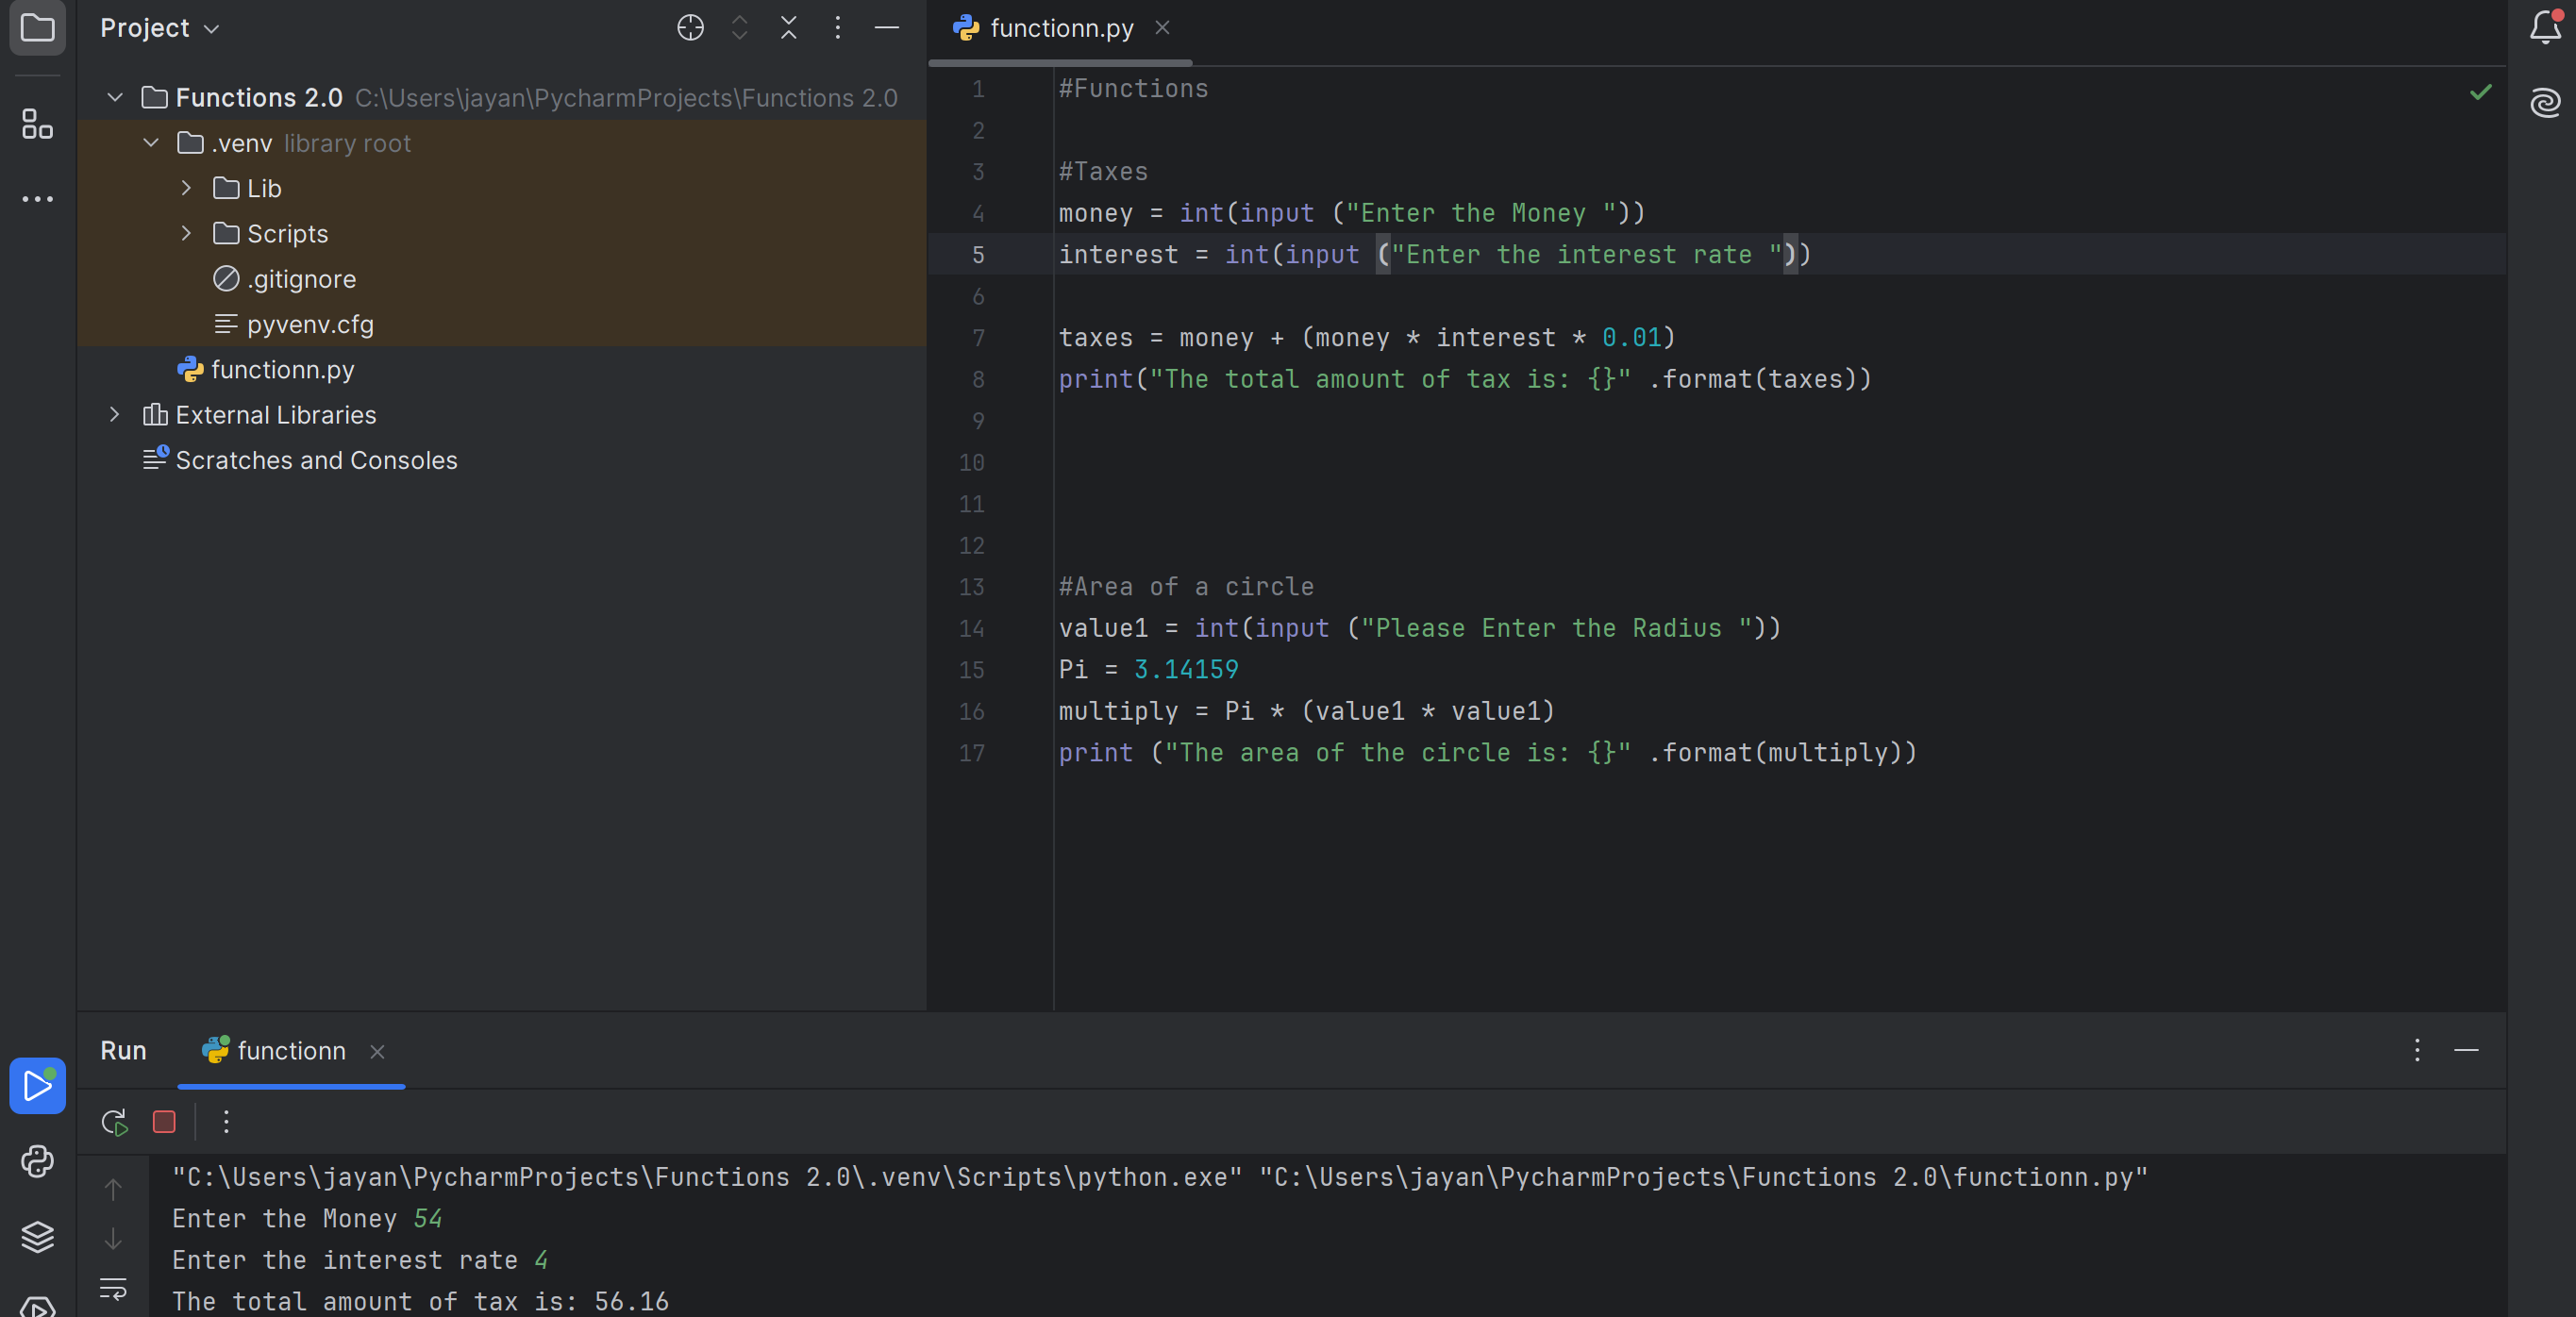 Project
Functions 2.0 C:\Users\jayan\PycharmProjects\Functions 2.0
.venv library root
Lib
Scripts
.gitignore
pyvenv.cfg
functionn.py
External Libraries
Scratches and Consoles
functionn.py
1 #Functions
2
3 #Taxes
4 money = int(input ("Enter the Money "))
5 interest = int(input ("Enter the interest rate "))
6
7 taxes = money + (money * interest * 0.01)
8 print("The total amount of tax is: {}" .format(taxes))
9
10
11
12
13 #Area of a circle
14 value1 = int(input ("Please Enter the Radius "))
15 Pi = 3.14159
16 multiply = Pi * (value1 * value1)
17 print ("The area of the circle is: {}" .format(multiply))
Run functionn
"C:\Users\jayan\PycharmProjects\Functions 2.0\.venv\Scripts\python.exe" "C:\Users\jayan\PycharmProjects\Functions 2.0\functionn.py"
Enter the Money 54
Enter the interest rate 4
The total amount of tax is: 56.16